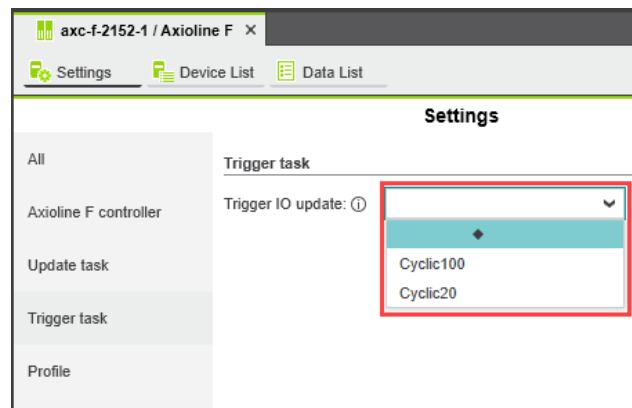 axc-f-2152-1 / Axioline F ×
Settings Device List Data List
Settings
All
Trigger task
Axioline F controller
Trigger IO update:
Cyclic100
Update task
Cyclic20
Trigger task
Profile